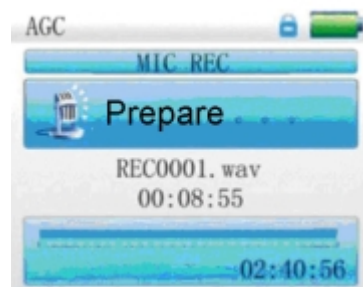 AGC
MIC REC
Prepare . . .
REC0001.wav
00:08:55
02:40:56